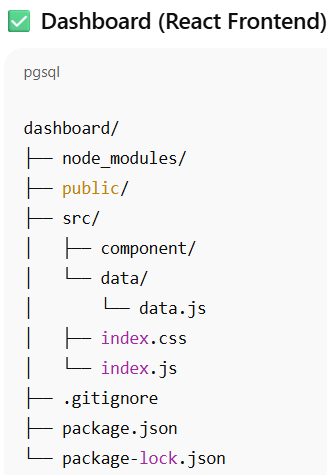 ✅ Dashboard (React Frontend)
pgsql
dashboard/
├── node_modules/
├── public/
├── src/
│   ├── component/
│   └── data/
│       └── data.js
│   ├── index.css
│   └── index.js
├── .gitignore
├── package.json
└── package-lock.json